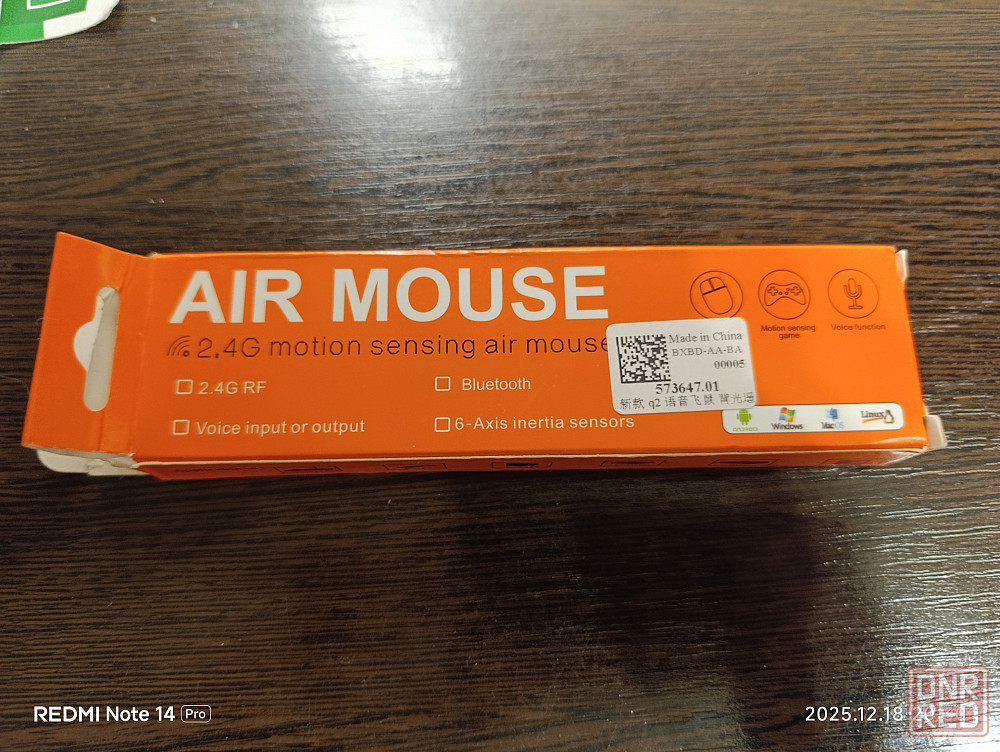 AIR MOUSE
2.4G motion sensing air mouse
2.4G RF
Bluetooth
Voice input or output
6-Axis inertia sensors
Motion sensing
game
Voice function
Made in China
BXBD-AA-BA
00005
573647.01
新款 q2 语音飞鼠 背光遥
ANDROID
Windows
MacOS
Linux
REDMI Note 14 Pro
2025.12.18
DNR
RED